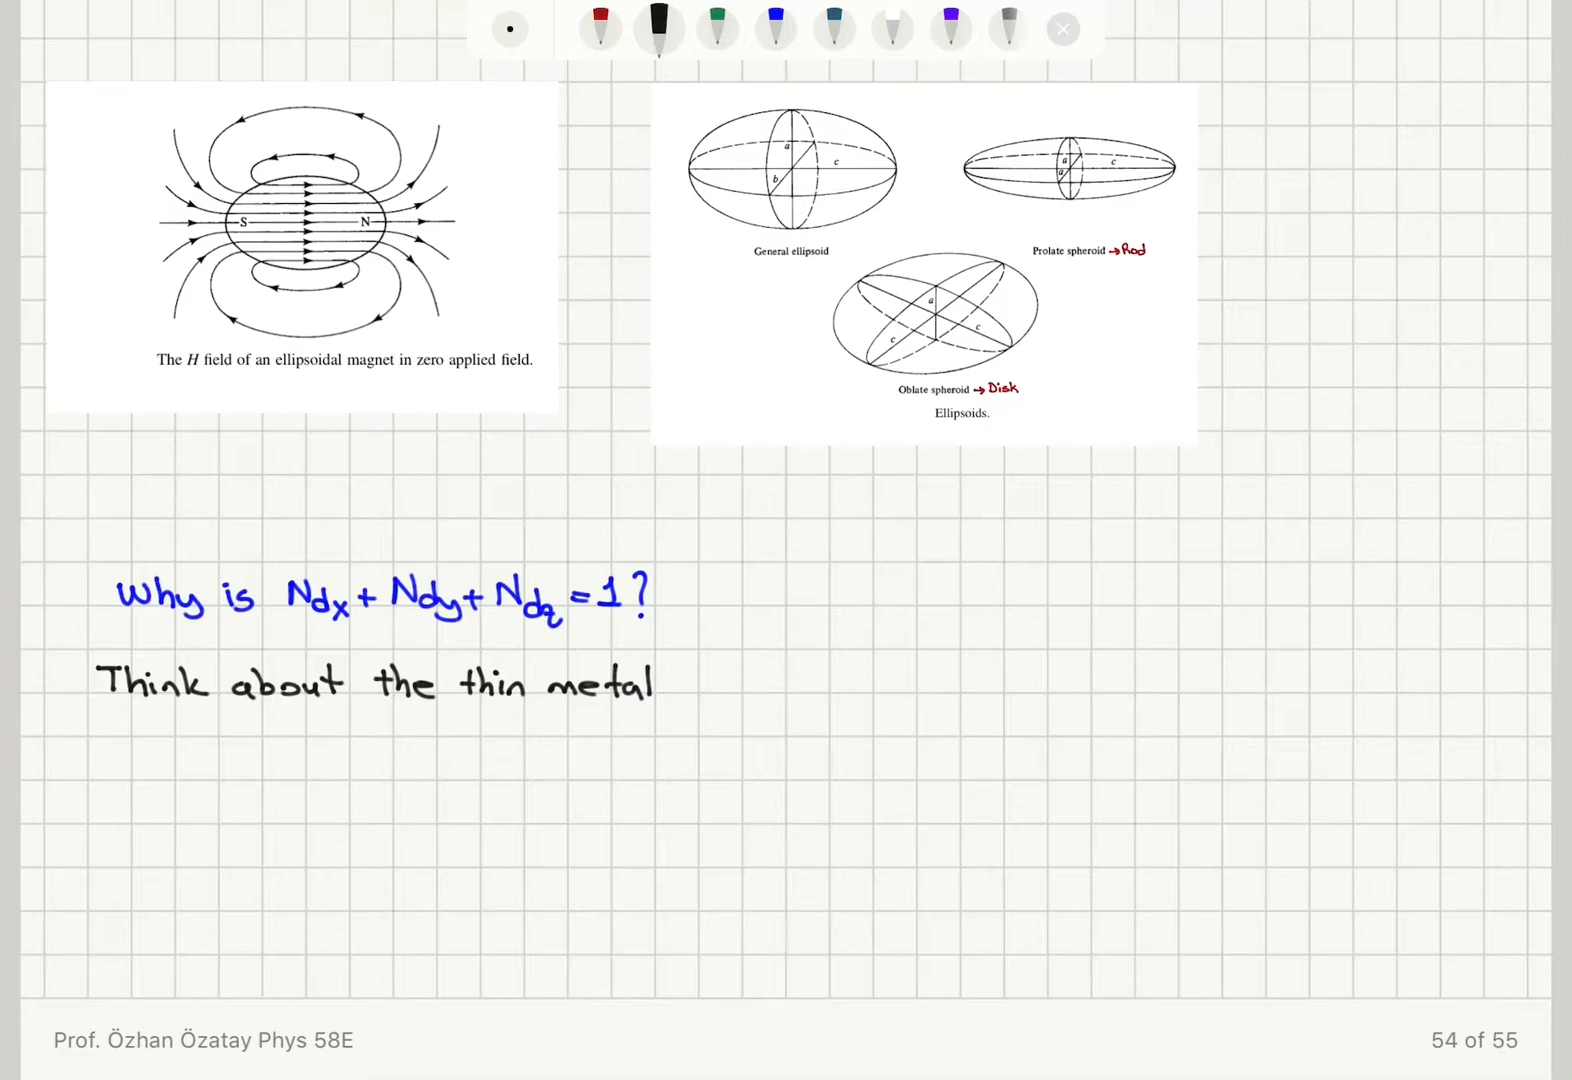 S N
The H field of an ellipsoidal magnet in zero applied field.
a b c
General ellipsoid
a a c
Prolate spheroid → Rod
a c c
Oblate spheroid → Disk
Ellipsoids.
Why is Ndx + Ndy + Ndz = 1?
Think about the thin metal
Prof. Özhan Özatay Phys 58E
54 of 55